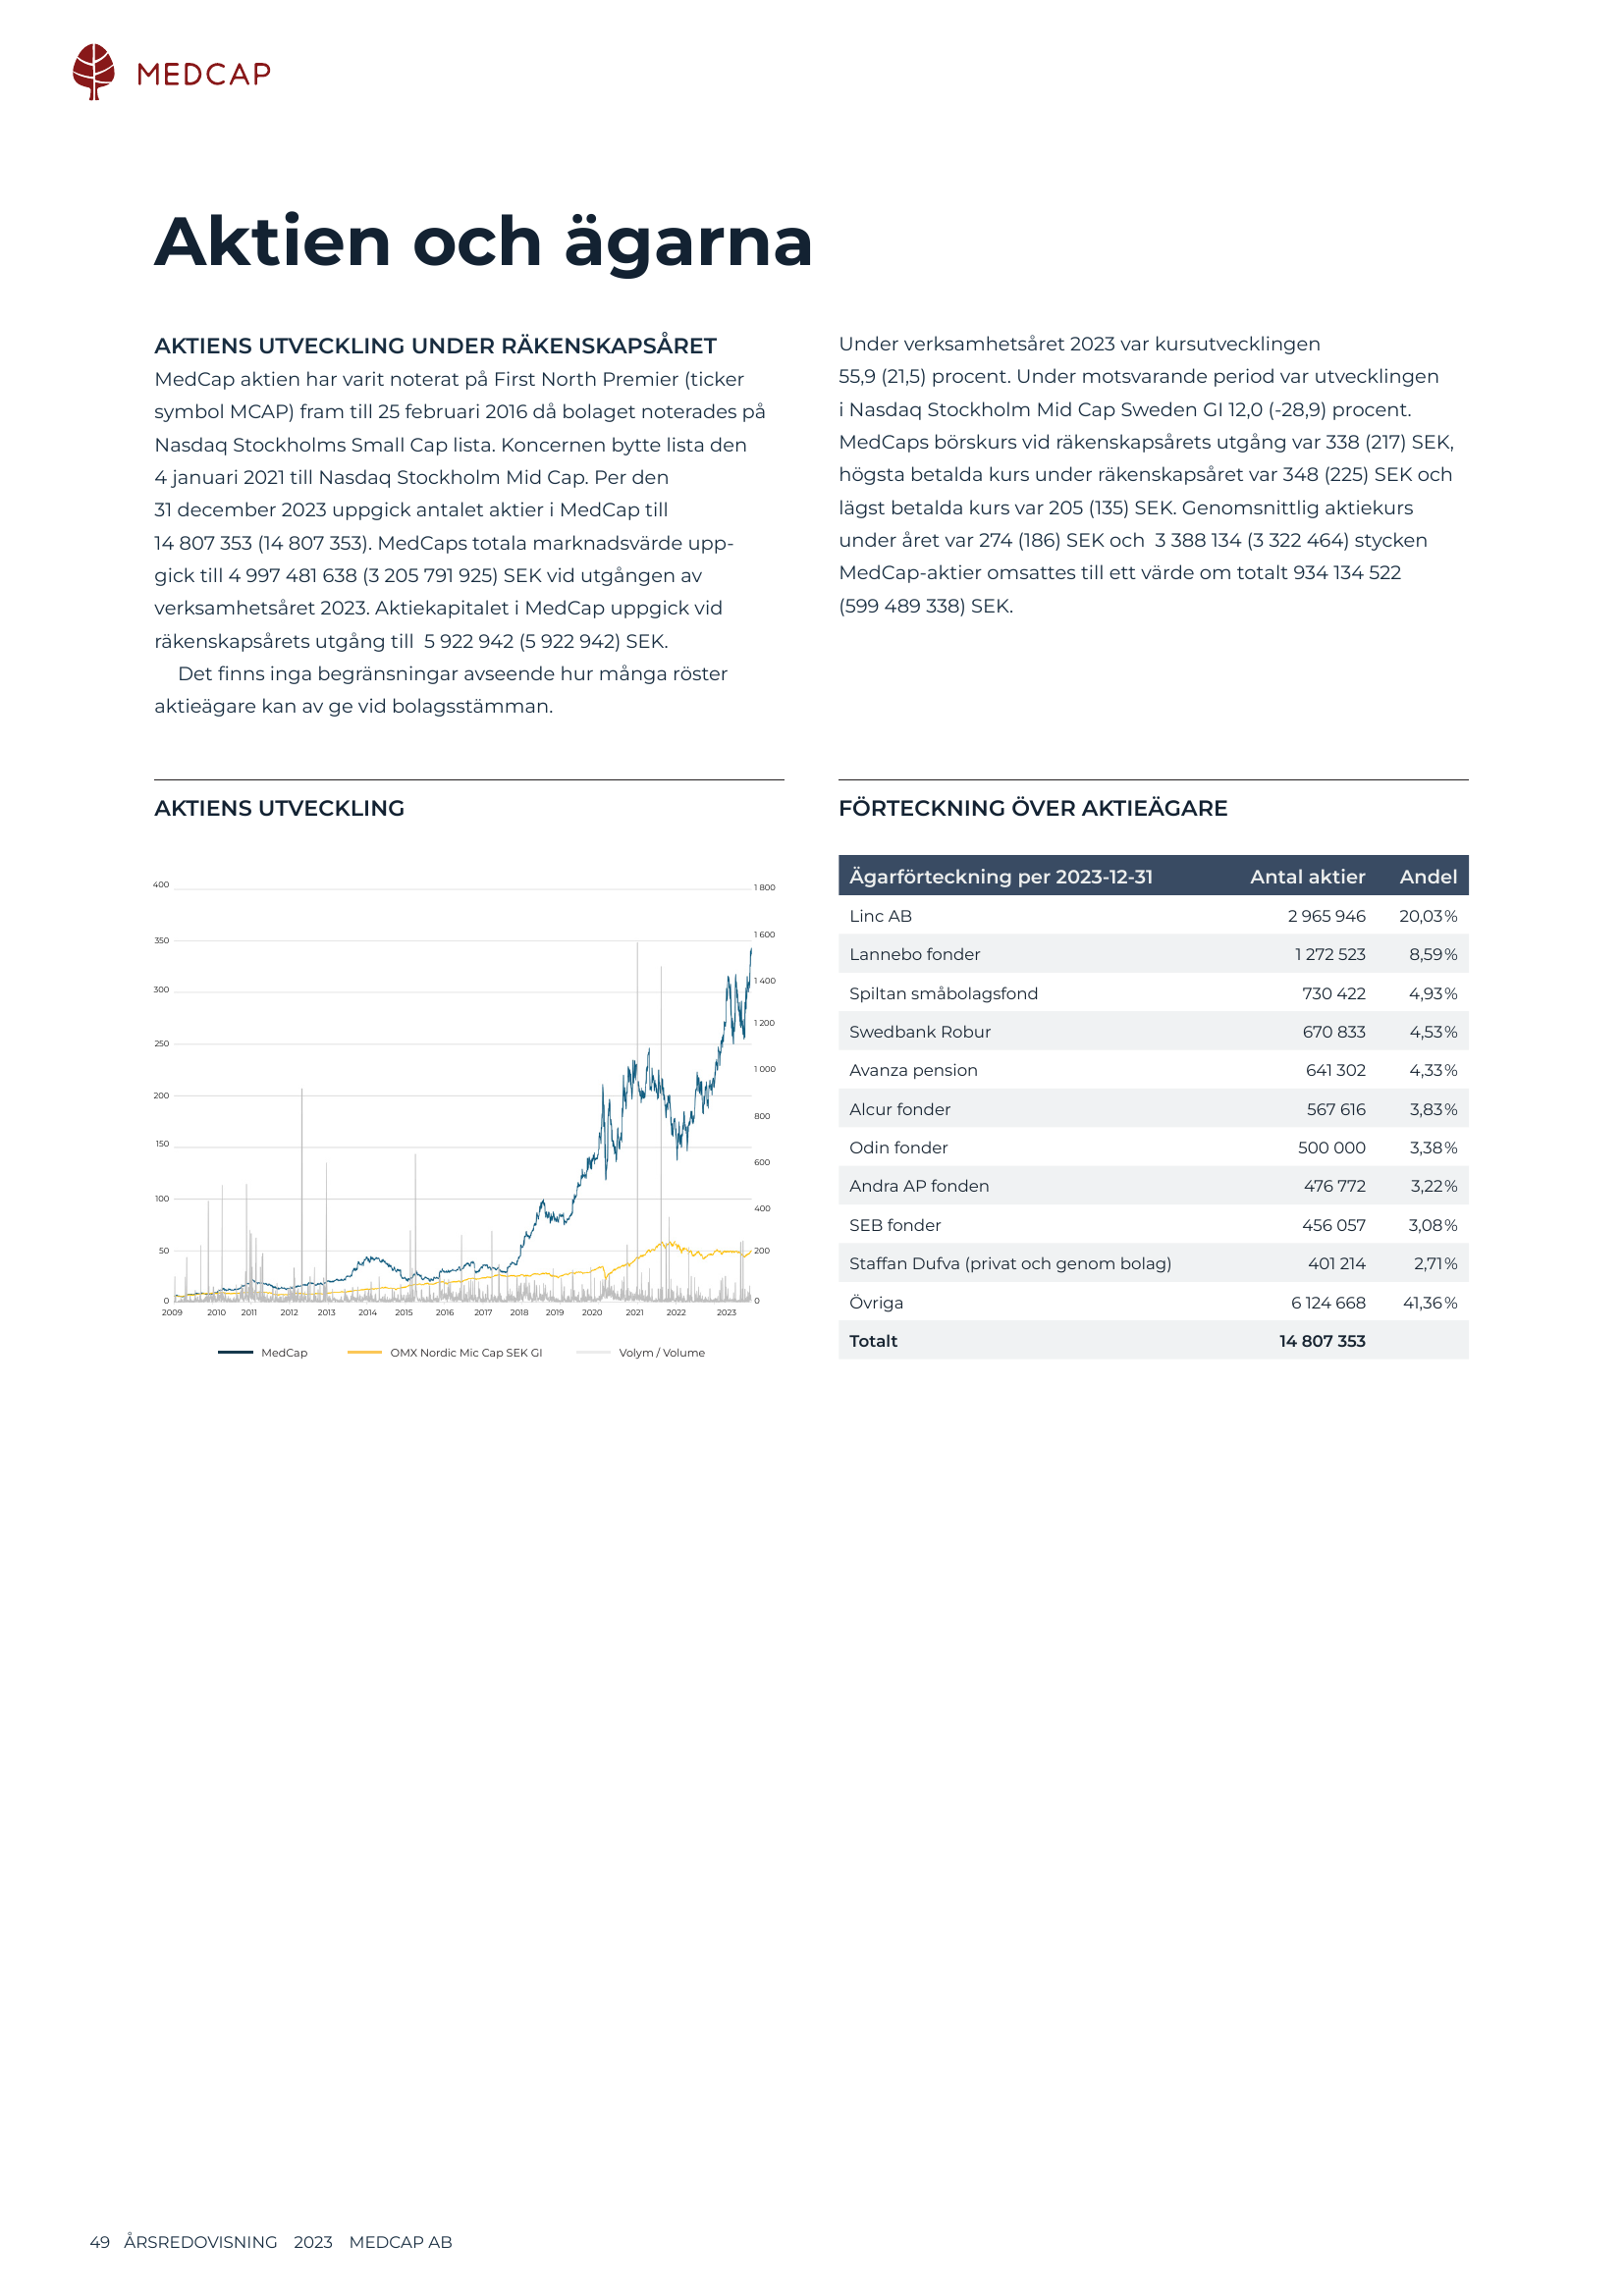 MEDCAP
Aktien och ägarna
AKTIENS UTVECKLING UNDER RÄKENSKAPSÅRET
MedCap aktien har varit noterat på First North Premier (ticker
symbol MCAP) fram till 25 februari 2016 då bolaget noterades på
Nasdaq Stockholms Small Cap lista. Koncernen bytte lista den
4 januari 2021 till Nasdaq Stockholm Mid Cap. Per den
31 december 2023 uppgick antalet aktier i MedCap till
14 807 353 (14 807 353). MedCaps totala marknadsvärde upp-
gick till 4 997 481 638 (3 205 791 925) SEK vid utgången av
verksamhetsåret 2023. Aktiekapitalet i MedCap uppgick vid
räkenskapsårets utgång till 5 922 942 (5 922 942) SEK.
Det finns inga begränsningar avseende hur många röster
aktieägare kan av ge vid bolagsstämman.
Under verksamhetsåret 2023 var kursutvecklingen
55,9 (21,5) procent. Under motsvarande period var utvecklingen
i Nasdaq Stockholm Mid Cap Sweden GI 12,0 (-28,9) procent.
MedCaps börskurs vid räkenskapsårets utgång var 338 (217) SEK,
högsta betalda kurs under räkenskapsåret var 348 (225) SEK och
lägst betalda kurs var 205 (135) SEK. Genomsnittlig aktiekurs
under året var 274 (186) SEK och 3 388 134 (3 322 464) stycken
MedCap-aktier omsattes till ett värde om totalt 934 134 522
(599 489 338) SEK.
AKTIENS UTVECKLING
400
350
300
250
200
150
100
50
0
1 800
1 600
1 400
1 200
1 000
800
600
400
200
0
2009 2010 2011 2012 2013 2014 2015 2016 2017 2018 2019 2020 2021 2022 2023
MedCap OMX Nordic Mic Cap SEK GI Volym / Volume
FÖRTECKNING ÖVER AKTIEÄGARE
Ägarförteckning per 2023-12-31 Antal aktier Andel
Linc AB 2 965 946 20,03%
Lannebo fonder 1 272 523 8,59%
Spiltan småbolagsfond 730 422 4,93%
Swedbank Robur 670 833 4,53%
Avanza pension 641 302 4,33%
Alcur fonder 567 616 3,83%
Odin fonder 500 000 3,38%
Andra AP fonden 476 772 3,22%
SEB fonder 456 057 3,08%
Staffan Dufva (privat och genom bolag) 401 214 2,71%
Övriga 6 124 668 41,36%
Totalt 14 807 353
49 ÅRSREDOVISNING 2023 MEDCAP AB